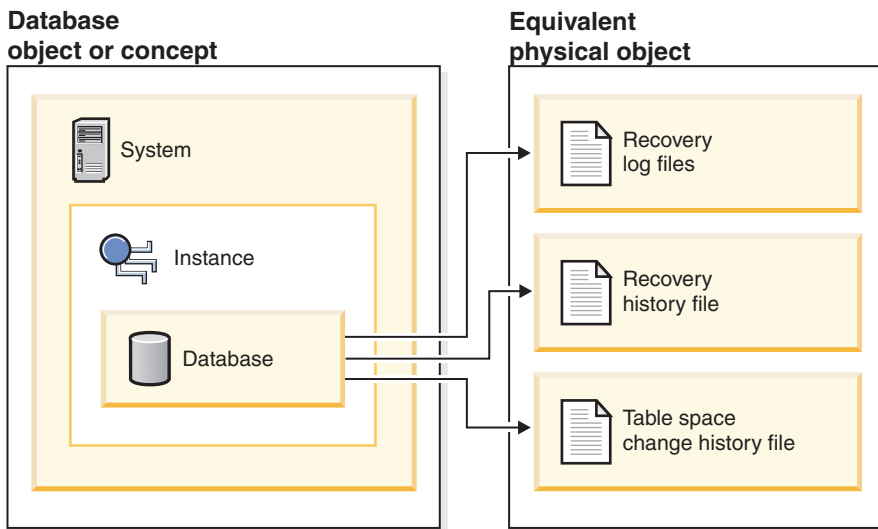 Database
object or concept
Equivalent
physical object
System
Instance
Database
Recovery
log files
Recovery
history file
Table space
change history file